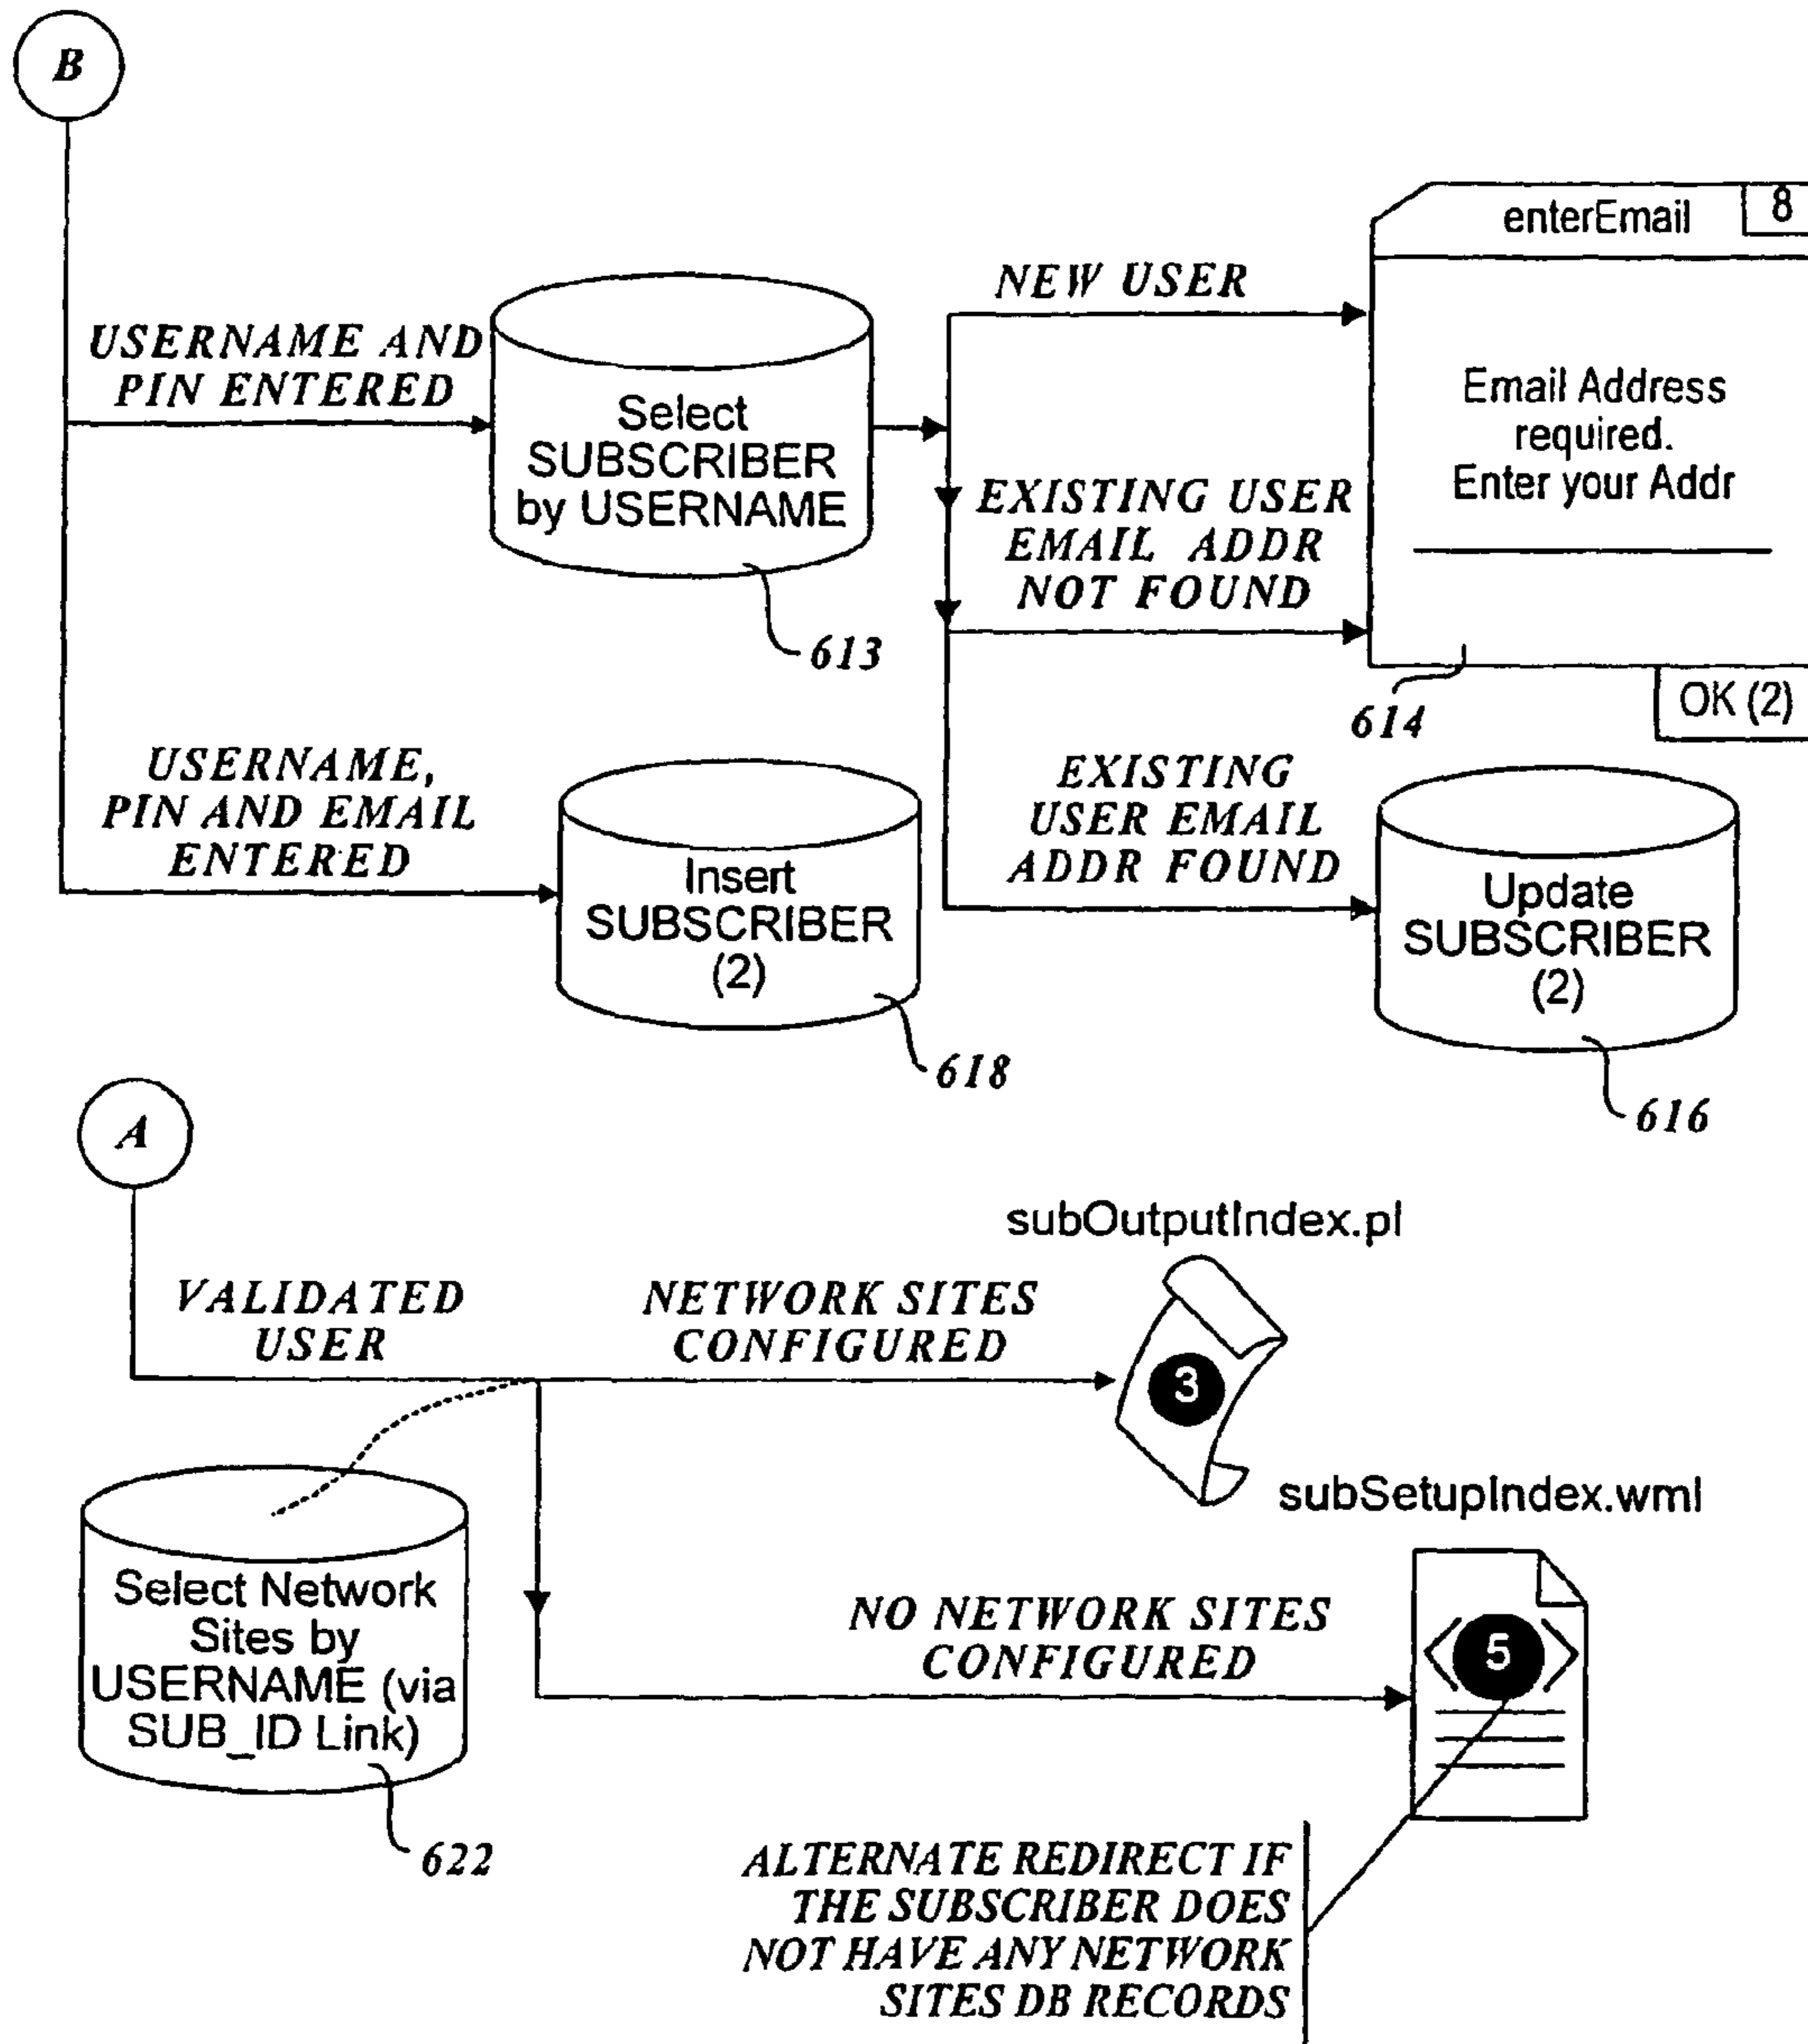 B
enterEmail
8
NEW USER
USERNAME AND
PIN ENTERED
Select
SUBSCRIBER
by USERNAME
Email Address
required.
Enter your Addr
EXISTING USER
EMAIL ADDR
NOT FOUND
613
614
OK (2)
USERNAME,
PIN AND EMAIL
ENTERED
EXISTING
USER EMAIL
ADDR FOUND
Insert
SUBSCRIBER
(2)
Update
SUBSCRIBER
(2)
618
616
A
subOutputIndex.pl
VALIDATED
USER
NETWORK SITES
CONFIGURED
3
subSetupIndex.wml
Select Network
Sites by
USERNAME (via
SUB_ID Link)
NO NETWORK SITES
CONFIGURED
5
622
ALTERNATE REDIRECT IF
THE SUBSCRIBER DOES
NOT HAVE ANY NETWORK
SITES DB RECORDS